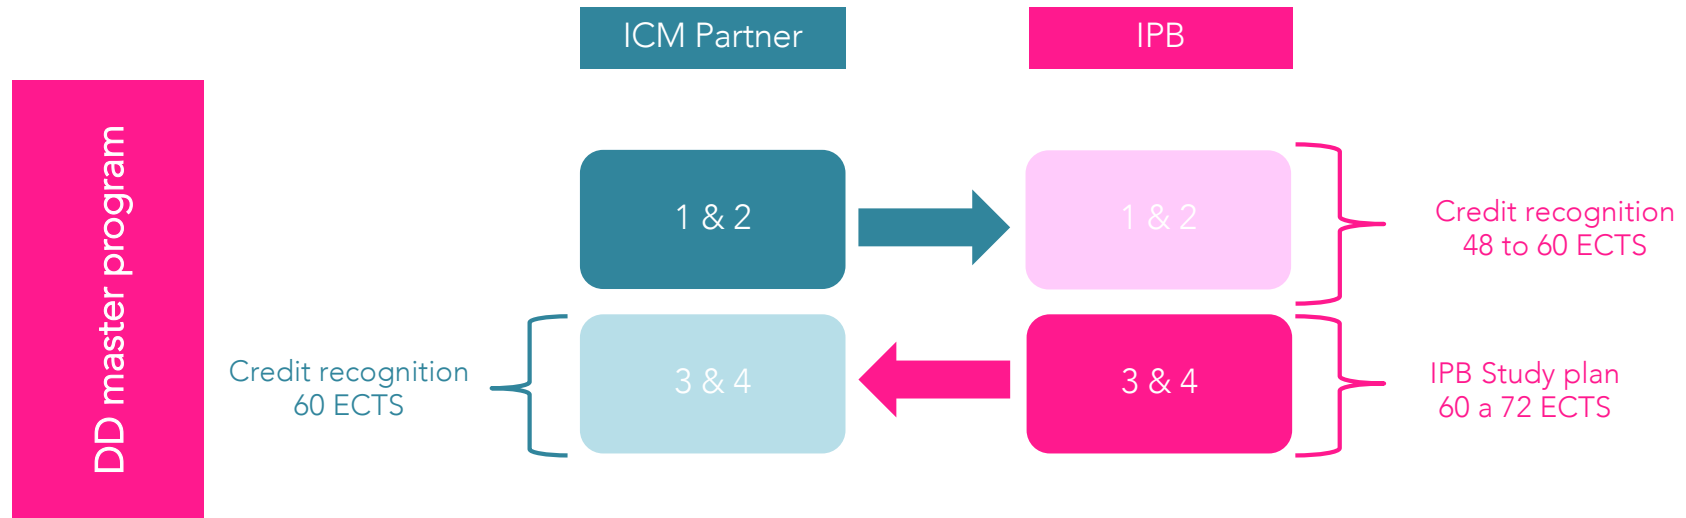 ICM Partner
IPB
DD master program
1 & 2
1 & 2
Credit recognition
48 to 60 ECTS
Credit recognition
60 ECTS
3 & 4
3 & 4
IPB Study plan
60 a 72 ECTS